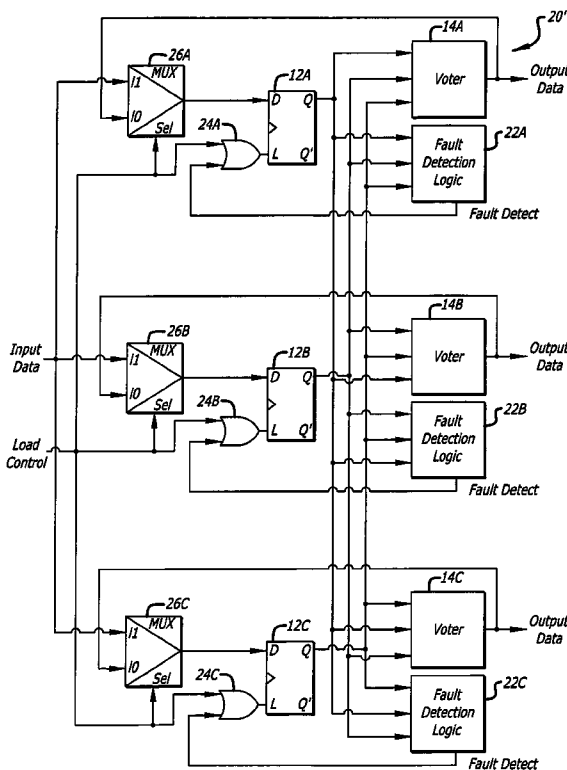 20'
26A
MUX
I1
I0
Sel
24A
12A
D Q
L Q'
14A
Voter
Output
Data
22A
Fault
Detection
Logic
Fault Detect
Input
Data
Load
Control
26B
MUX
I1
I0
Sel
24B
12B
D Q
L Q'
14B
Voter
Output
Data
22B
Fault
Detection
Logic
Fault Detect
26C
MUX
I1
I0
Sel
24C
12C
D Q
L Q'
14C
Voter
Output
Data
22C
Fault
Detection
Logic
Fault Detect